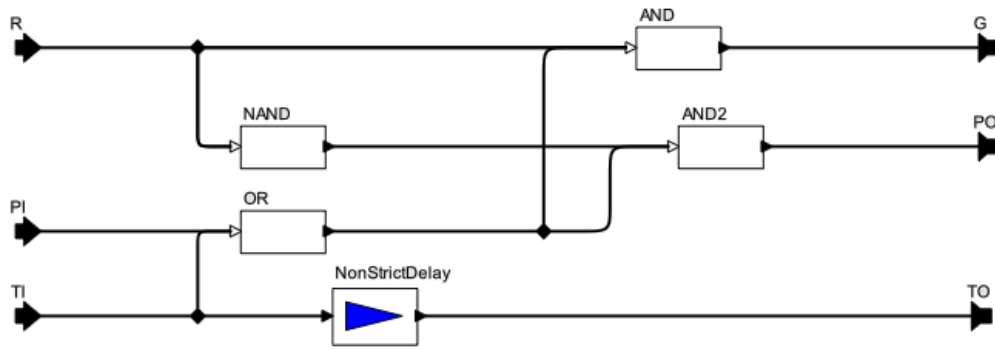 R
AND
G
NAND
AND2
PO
PI
OR
NonStrictDelay
TI
TO